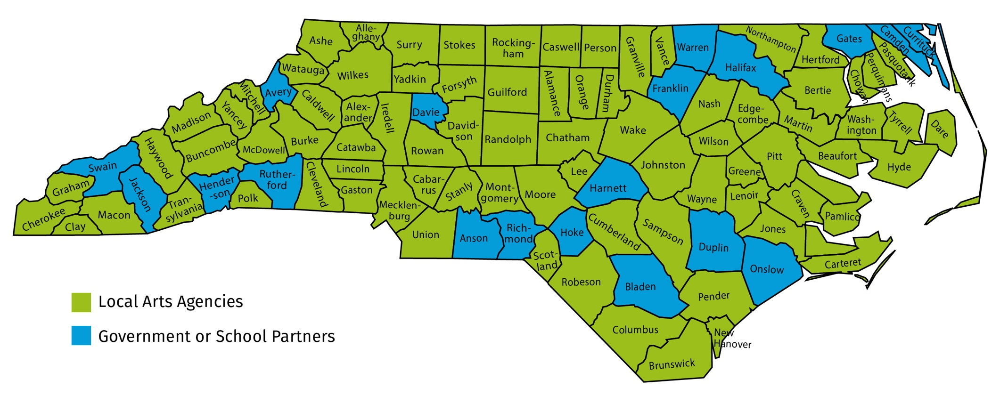 Ashe
Alle-
ghany
Surry
Stokes
Rocking-
ham
Caswell
Person
Granville
Vance
Warren
Northampton
Halifax
Hertford
Gates
Camden
Currituck
Pasquotank
Perquimans
Chowan
Watauga
Wilkes
Yadkin
Forsyth
Guilford
Alamance
Orange
Durham
Franklin
Nash
Edge-
combe
Bertie
Martin
Wash-
ington
Tyrrell
Dare
Mitchell
Avery
Caldwell
Alex-
ander
Iredell
Davie
David-
son
Randolph
Chatham
Wake
Wilson
Pitt
Beaufort
Hyde
Madison
Yancey
McDowell
Burke
Catawba
Rowan
Haywood
Buncombe
Lincoln
Gaston
Cleveland
Ruther-
ford
Polk
Hender
-son
Tran-
sylvania
Jackson
Swain
Graham
Cherokee
Clay
Macon
Mecklen-
burg
Cabar-
rus
Stanly
Mont-
gomery
Moore
Lee
Harnett
Johnston
Greene
Wayne
Lenoir
Craven
Pamlico
Jones
Carteret
Union
Anson
Rich-
mond
Scot-
land
Hoke
Cumberland
Sampson
Duplin
Onslow
Robeson
Bladen
Pender
Columbus
New
Hanover
Brunswick
Local Arts Agencies
Government or School Partners